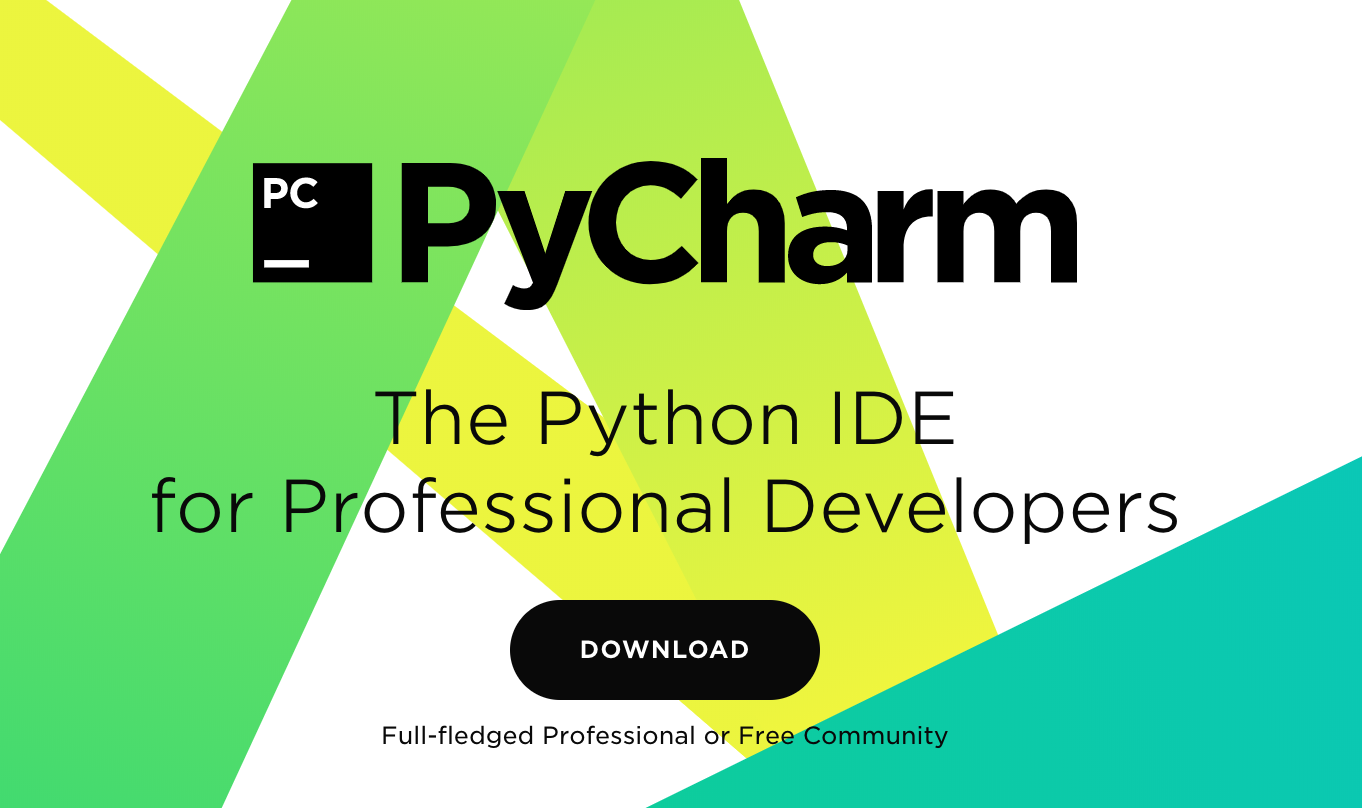 PC
PyCharm
The Python IDE
for Professional Developers
DOWNLOAD
Full-fledged Professional or Free Community